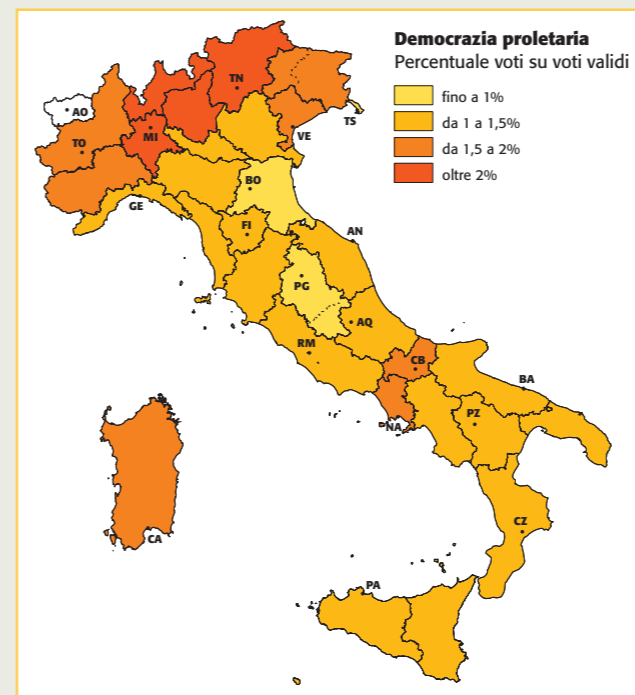 Democrazia proletaria
Percentuale voti su voti validi
fino a 1%
da 1 a 1,5%
da 1,5 a 2%
oltre 2%
TN
AO
TS
MI
VE
TO
BO
GE
FI
AN
PG
AQ
RM
CB
BA
NA
PZ
CA
CZ
PA